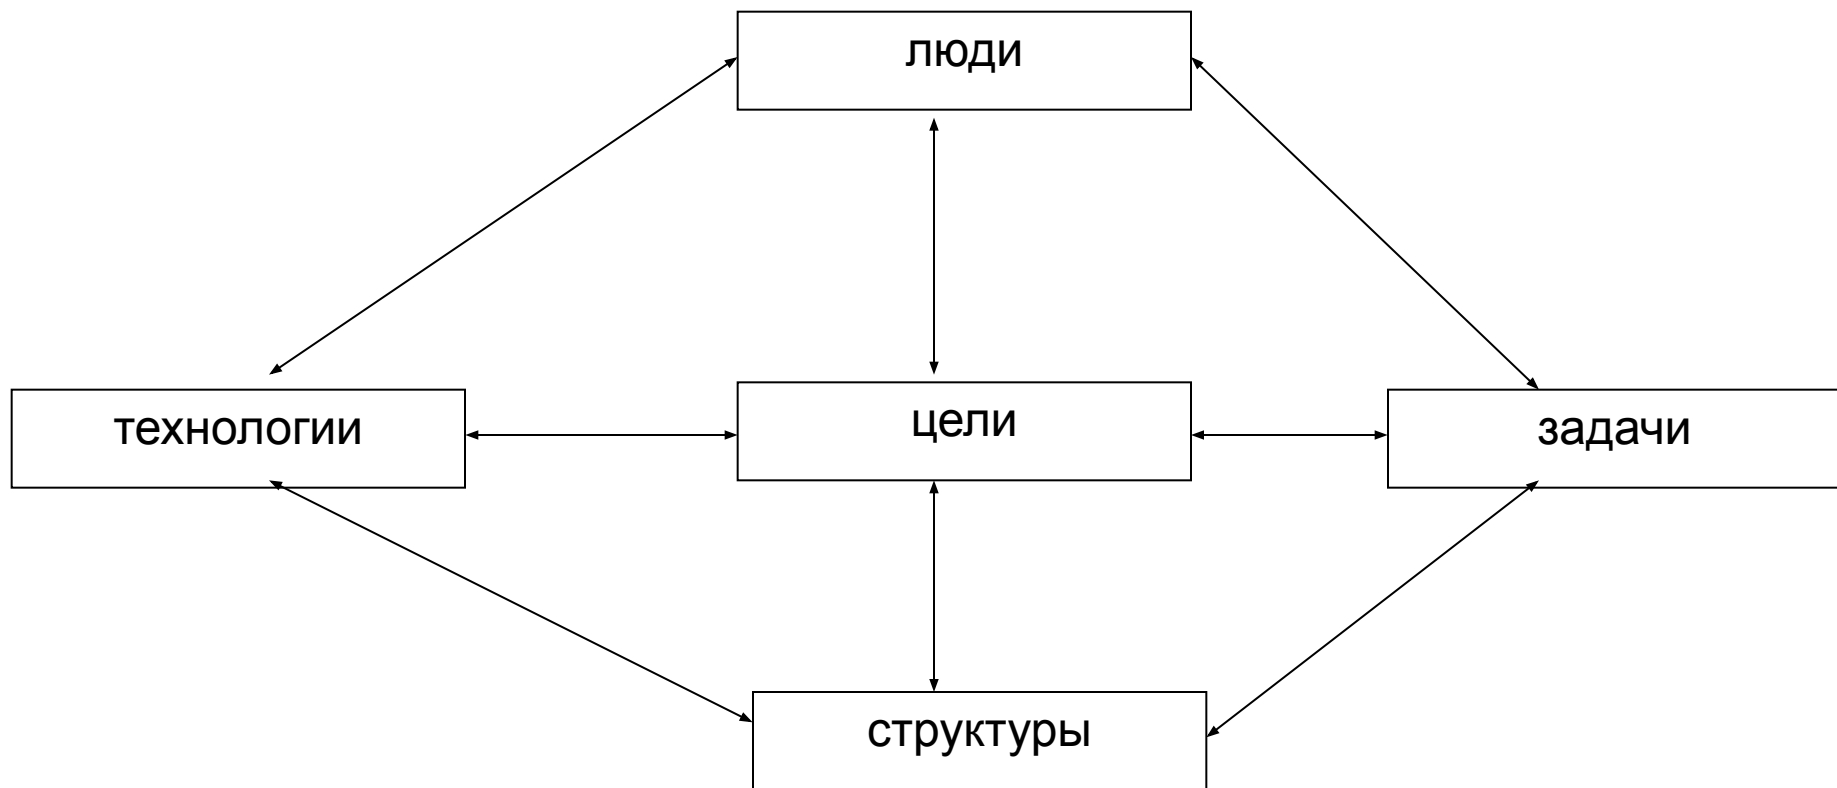 люди
технологии
цели
задачи
структуры